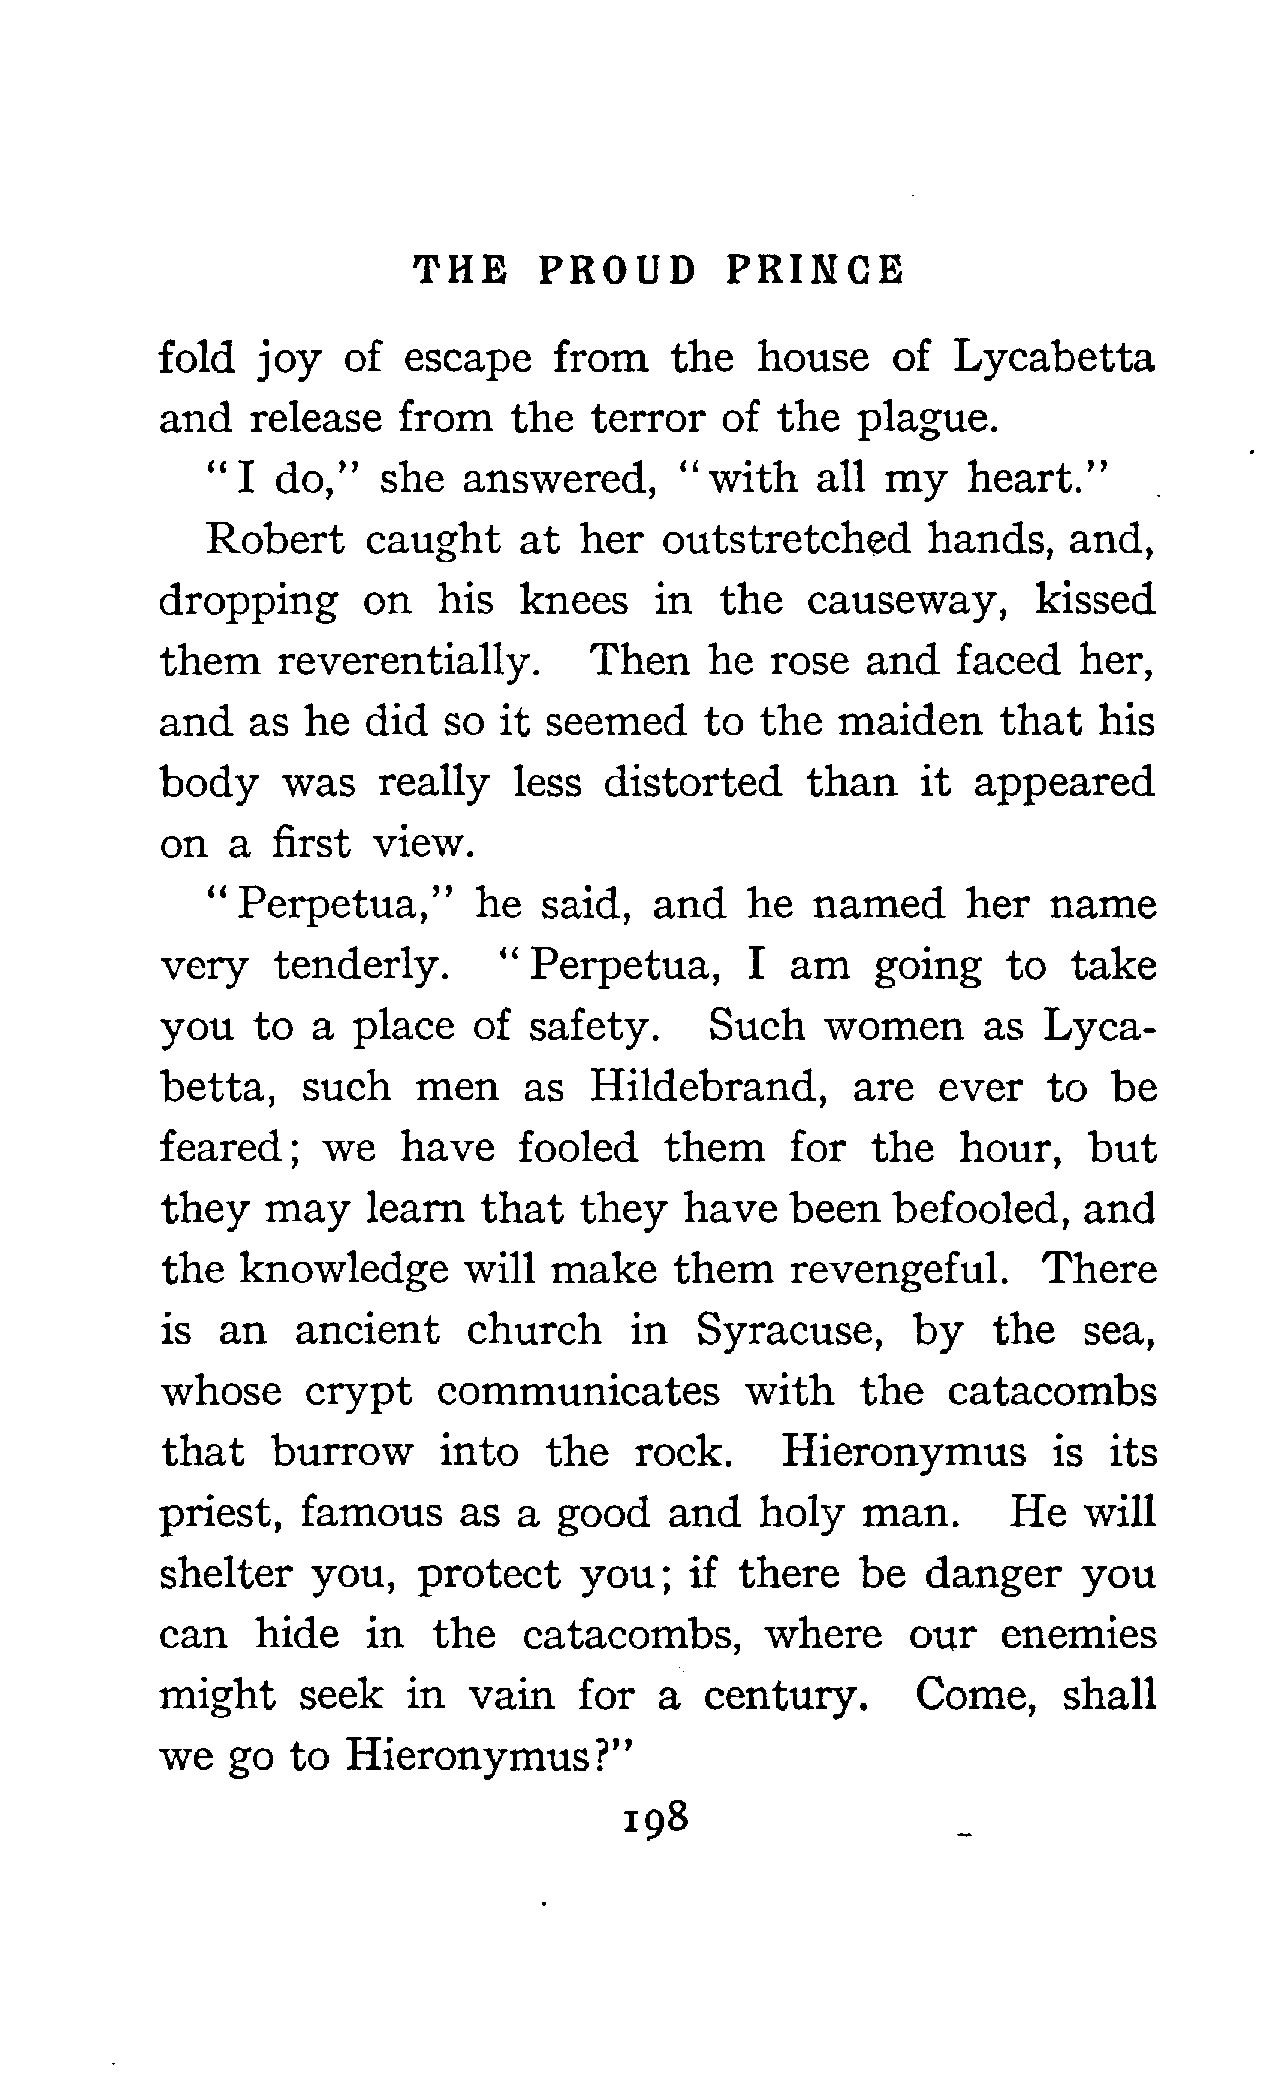 THE PROUD PRINCE
fold joy of escape from the house of Lycabetta
and release from the terror of the plague.
"I do," she answered, "with all my heart."
Robert caught at her outstretched hands, and,
dropping on his knees in the causeway, kissed
them reverentially. Then he rose and faced her,
and as he did so it seemed to the maiden that his
body was really less distorted than it appeared
on a first view.
"Perpetua," he said, and he named her name
very tenderly. "Perpetua, I am going to take
you to a place of safety. Such women as Lyca-
betta, such men as Hildebrand, are ever to be
feared; we have fooled them for the hour, but
they may learn that they have been befooled, and
the knowledge will make them revengeful. There
is an ancient church in Syracuse, by the sea,
whose crypt communicates with the catacombs
that burrow into the rock. Hieronymus is its
priest, famous as a good and holy man. He will
shelter you, protect you; if there be danger you
can hide in the catacombs, where our enemies
might seek in vain for a century. Come, shall
we go to Hieronymus?"
198